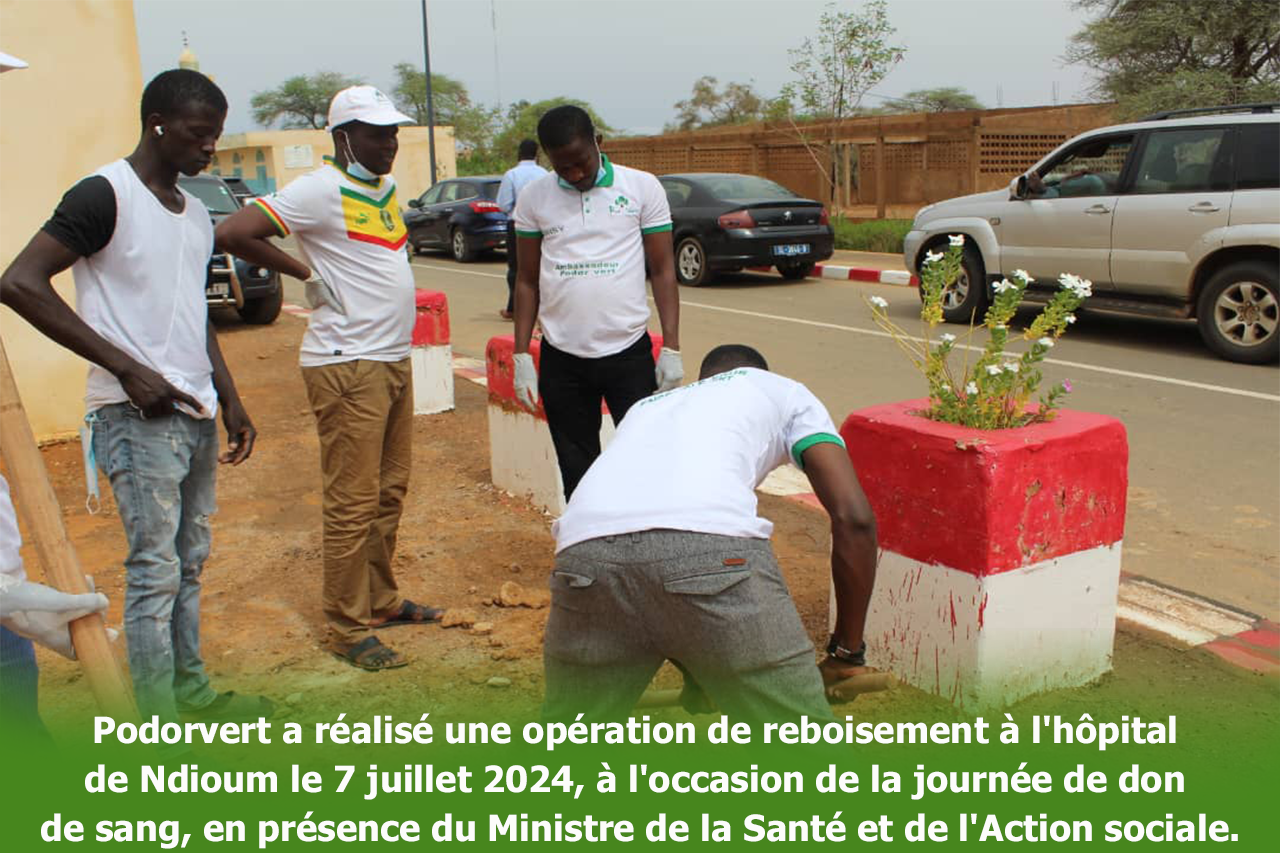 Ambassadeur
Podor vert
Podorvert a réalisé une opération de reboisement à l'hôpital
de Ndioum le 7 juillet 2024, à l'occasion de la journée de don
de sang, en présence du Ministre de la Santé et de l'Action sociale.